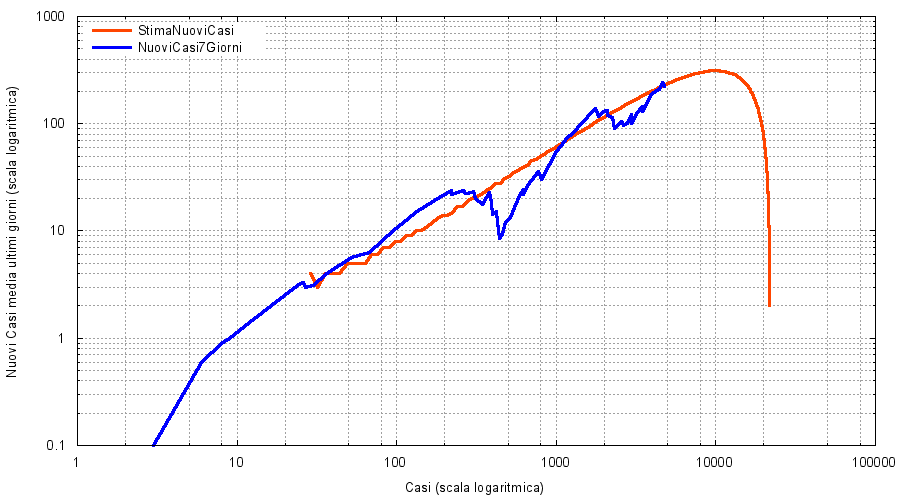 1000
StimaNuoviCasi
NuoviCasi7Giorni
100
10
1
0.1
Nuovi Casi media ultimi giorni (scala logaritmica)
1 10 100 1000 10000 100000
Casi (scala logaritmica)